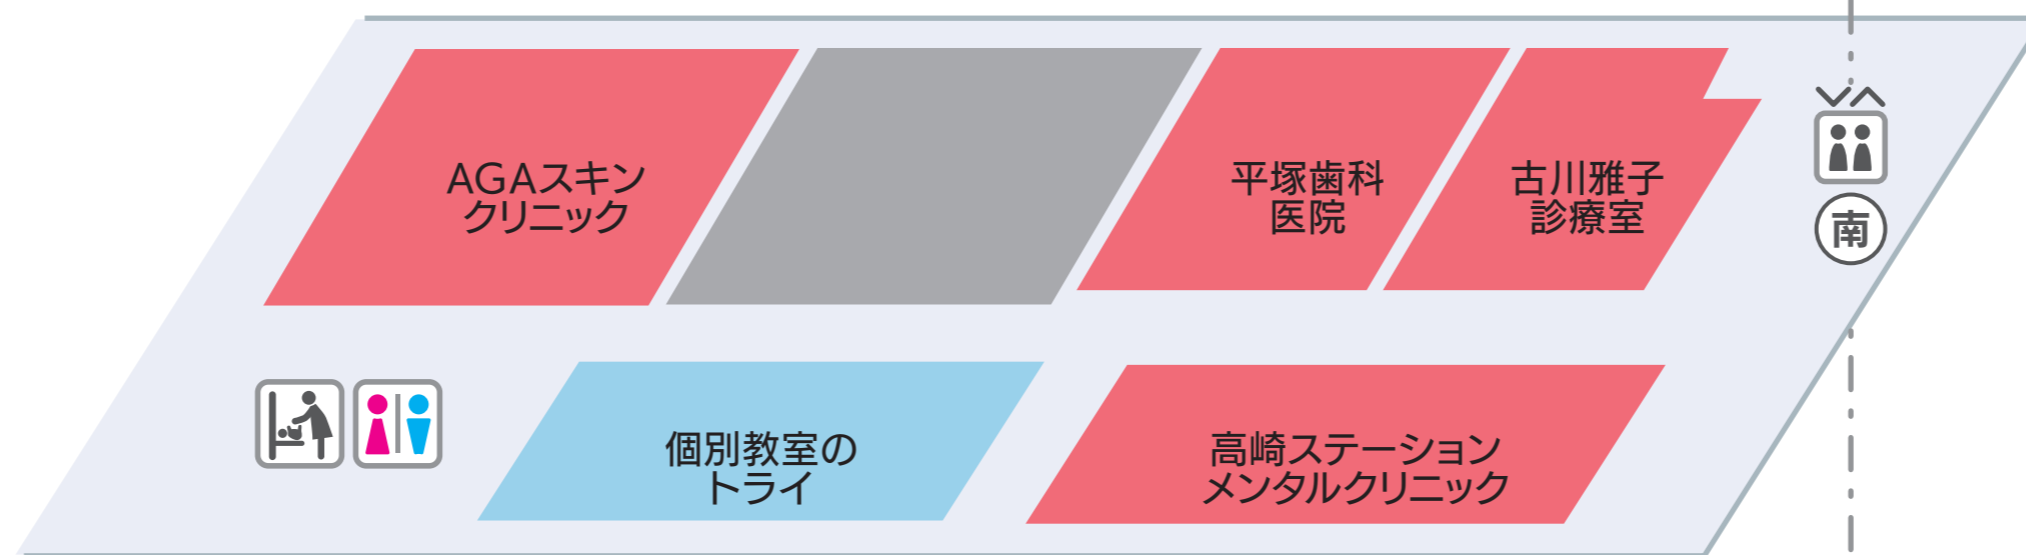 AGAスキン
クリニック
平塚歯科
医院
古川雅子
診療室
南
個別教室の
トライ
高崎ステーション
メンタルクリニック